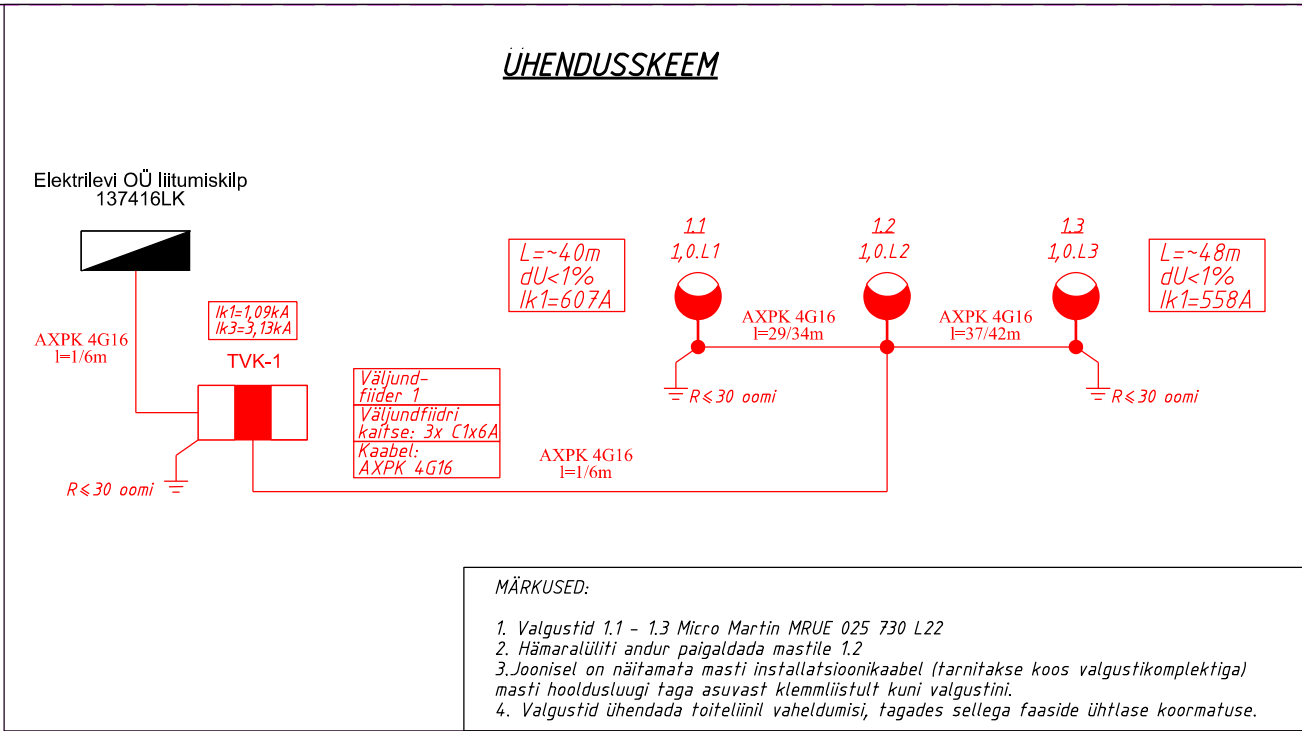 ÜHENDUSSKEEM
Elektrilevi OÜ liitumiskilp
137416LK
AXPK 4G16
l=1/6m
Ik1=1,09kA
Ik3=3,13kA
TVK-1
R≤30 oomi
Väljund-
fiider 1
Väljundfiidri
kaitse: 3x C1x6A
Kaabel:
AXPK 4G16
AXPK 4G16
l=1/6m
L=~40m
dU<1%
Ik1=607A
1.1
1,0.L1
1.2
1,0.L2
1.3
1,0.L3
AXPK 4G16
l=29/34m
AXPK 4G16
l=37/42m
R≤30 oomi
R≤30 oomi
L=~48m
dU<1%
Ik1=558A
MÄRKUSED:
1. Valgustid 1.1 - 1.3 Micro Martin MRUE 025 730 L22
2. Hämaralüliti andur paigaldada mastile 1.2
3.Joonisel on näitamata masti installatsioonikaabel (tarnitakse koos valgustikomplektiga)
masti hooldusluugi taga asuvast klemmliistult kuni valgustini.
4. Valgustid ühendada toiteliinil vaheldumisi, tagades sellega faaside ühtlase koormatuse.